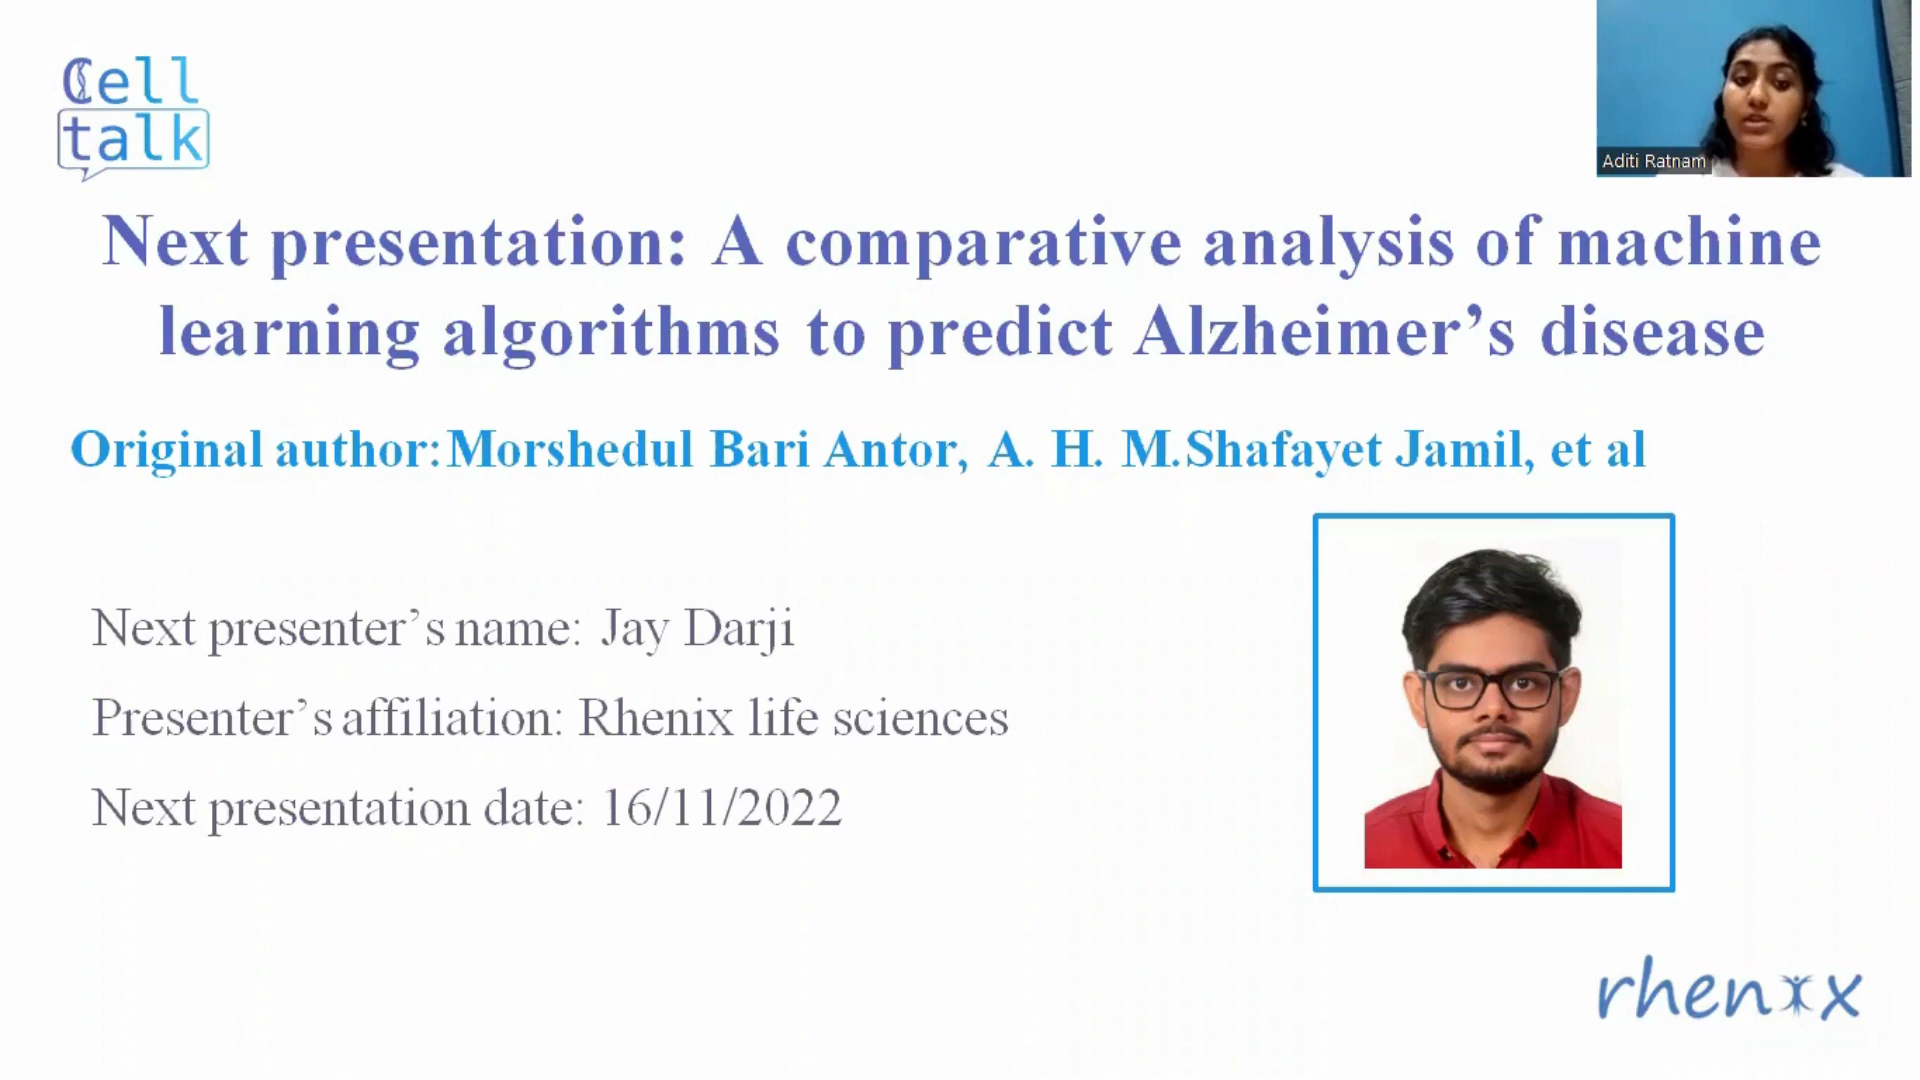 Cell
talk
Aditi Ratnam
Next presentation: A comparative analysis of machine
learning algorithms to predict Alzheimer’s disease
Original author: Morshedul Bari Antor, A. H. M.Shafayet Jamil, et al
Next presenter’s name: Jay Darji
Presenter’s affiliation: Rhenix life sciences
Next presentation date: 16/11/2022
rhenix